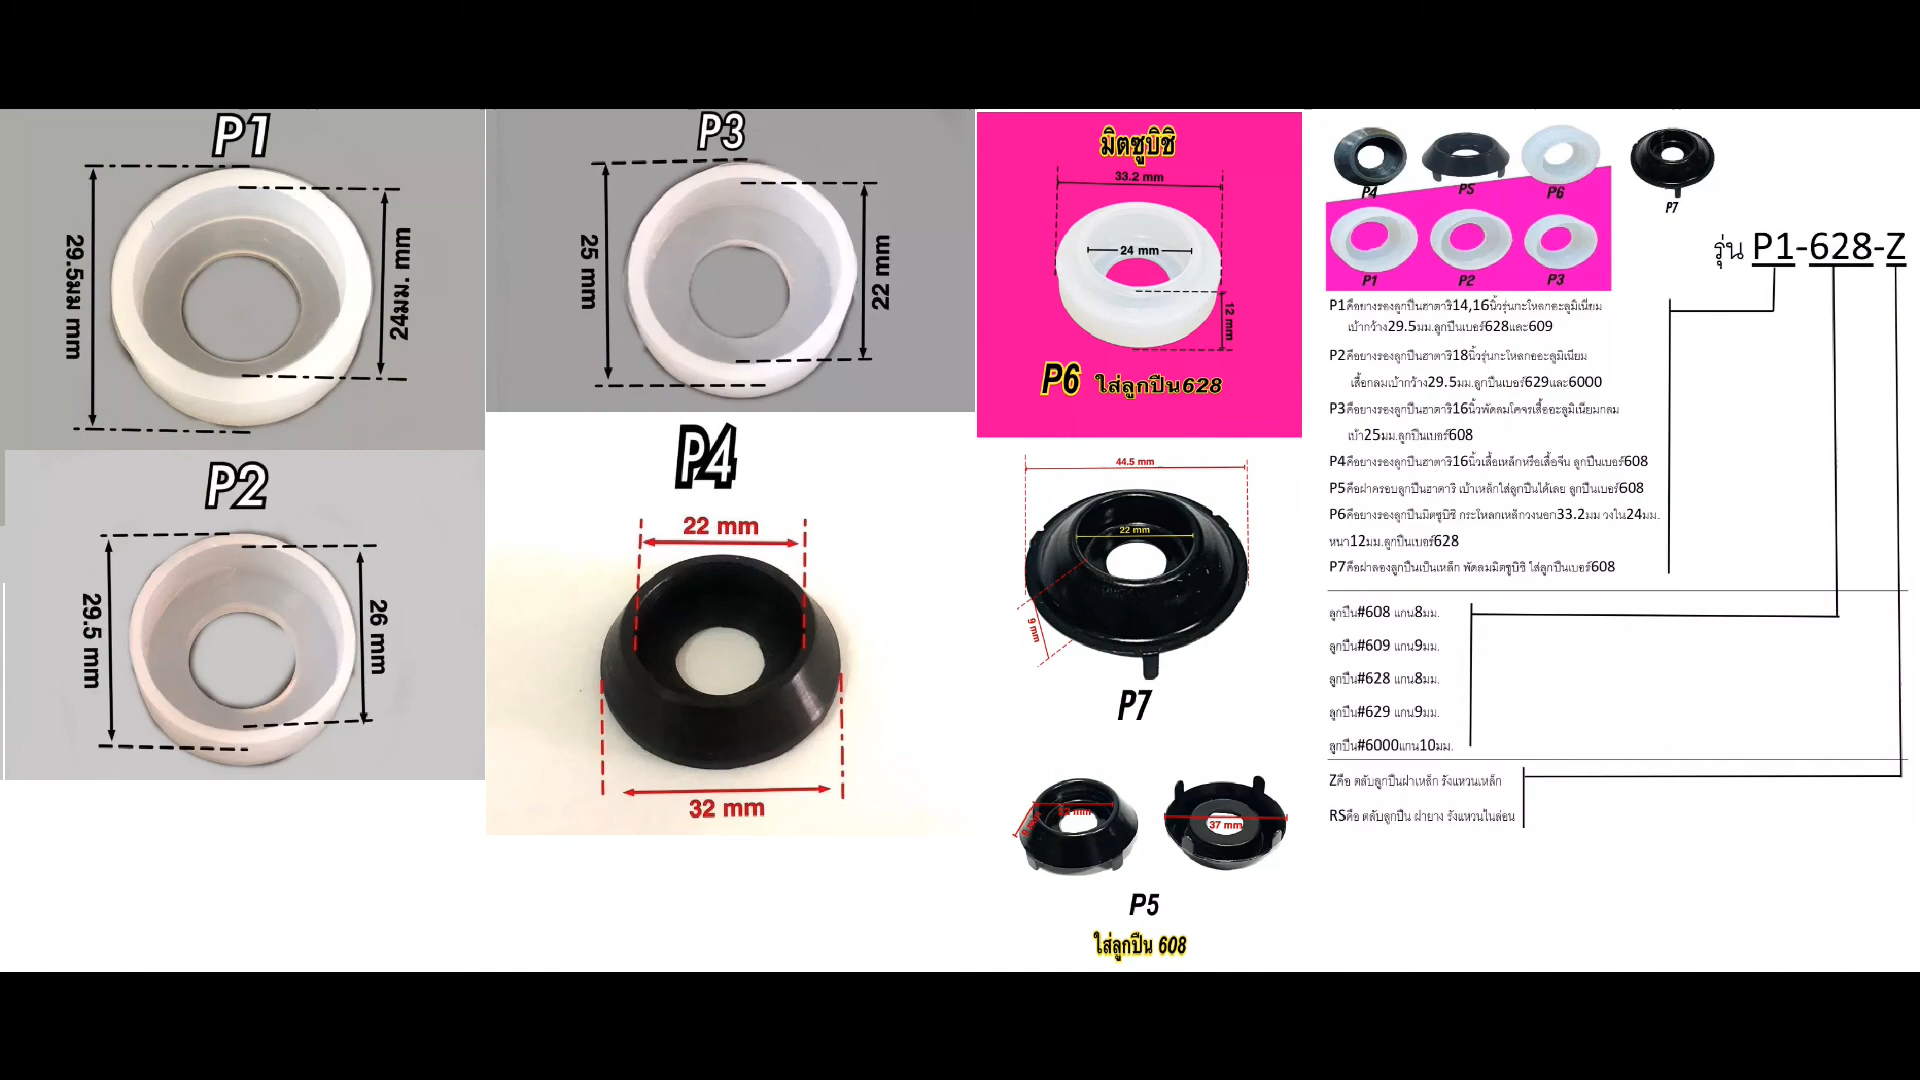 P1
29.5มม mm
24มม. mm
P2
29.5 mm
26 mm
P3
25 mm
22 mm
P4
22 mm
32 mm
มิตซูบิชิ
33.2 mm
24 mm
12 mm
P6 ใส่ลูกปืน628
44.5 mm
22 mm
9 mm
P7
37 mm
P5
ใส่ลูกปืน 608
P4
P5
P6
P7
P1
P2
P3
รุ่น P1-628-Z
P1คือยางรองลูกปืนฮาตาริ14,16นิ้วรุ่นกะโหลกอะลูมิเนียม
เบ้ากว้าง29.5มม.ลูกปืนเบอร์628และ609
P2คือยางรองลูกปืนฮาตาริ18นิ้วรุ่นกะโหลกออะลูมิเนียม
เสื้อกลมเบ้ากว้าง29.5มม.ลูกปืนเบอร์629และ6000
P3คือยางรองลูกปืนฮาตาริ16นิ้วพัดลมโคจรเสื้ออะลูมิเนียมกลม
เบ้า25มม.ลูกปืนเบอร์608
P4คือยางรองลูกปืนฮาตาริ16นิ้วเสื้อเหล็กหรือเสื้อจีน ลูกปืนเบอร์608
P5คือฝาครอบลูกปืนฮาตาริ เบ้าเหล็กใส่ลูกปืนได้เลย ลูกปืนเบอร์608
P6คือยางรองลูกปืนมิตซูบิชิ กระโหลกเหล็กวงนอก33.2มม วงใน24มม.
หนา12มม.ลูกปืนเบอร์628
P7คือฝาลองลูกปืนเป็นเหล็ก พัดลมมิตซูบิชิ ใส่ลูกปืนเบอร์608
ลูกปืน#608 แกน8มม.
ลูกปืน#609 แกน9มม.
ลูกปืน#628 แกน8มม.
ลูกปืน#629 แกน9มม.
ลูกปืน#6000แกน10มม.
Zคือ ตลับลูกปืนฝาเหล็ก รังแหวนเหล็ก
RSคือ ตลับลูกปืน ฝายาง รังแหวนไนล่อน